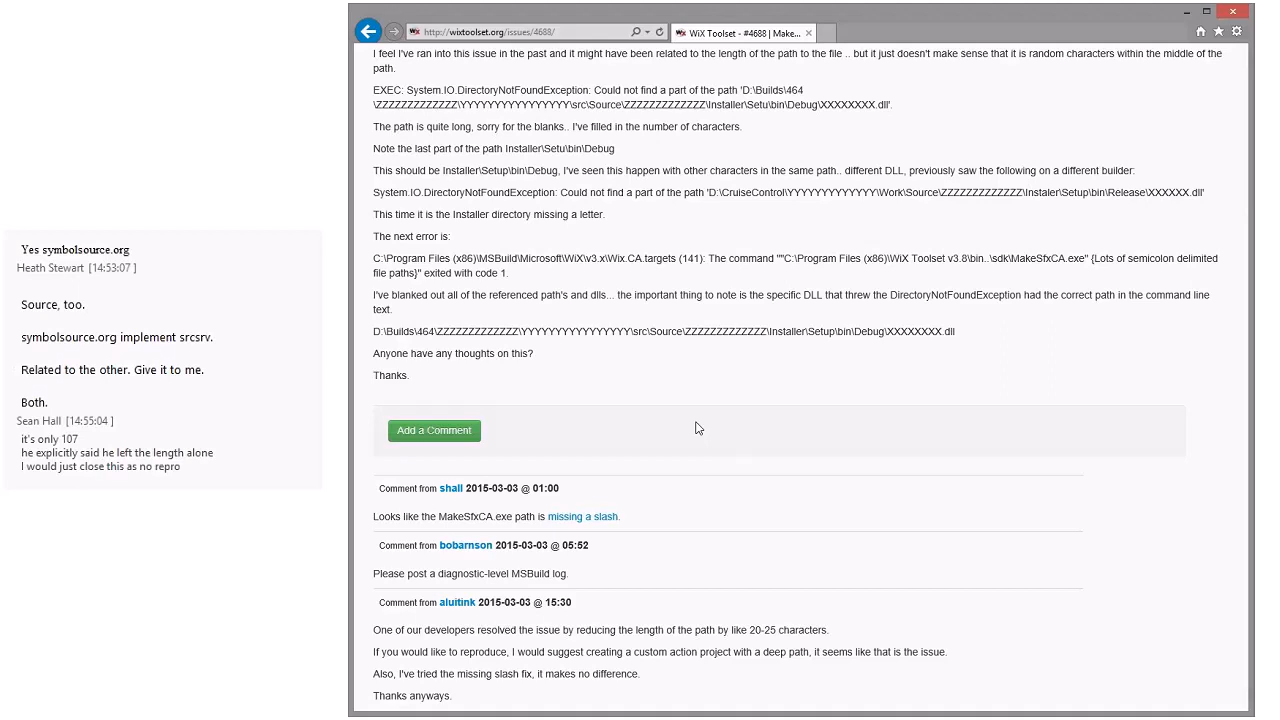 Yes symbolsource.org
Heath Stewart [14:53:07 ]
Source, too.
symbolsource.org implement srcsrv.
Related to the other. Give it to me.
Both.
Sean Hall [14:55:04 ]
it's only 107
he explicitly said he left the length alone
I would just close this as no repro
http://wixtoolset.org/issues/4688/
WiX Toolset - #4688 | Make...
I feel I've ran into this issue in the past and it might have been related to the length of the path to the file .. but it just doesn't make sense that it is random characters within the middle of the
path.
EXEC: System.IO.DirectoryNotFoundException: Could not find a part of the path 'D:\Builds\464
\ZZZZZZZZZZZZZ\YYYYYYYYYYYYYYYY\src\Source\ZZZZZZZZZZZZZ\Installer\Setu\bin\Debug\XXXXXXXX.dll'.
The path is quite long, sorry for the blanks.. I've filled in the number of characters.
Note the last part of the path Installer\Setu\bin\Debug
This should be Installer\Setup\bin\Debug, I've seen this happen with other characters in the same path.. different DLL, previously saw the following on a different builder:
System.IO.DirectoryNotFoundException: Could not find a part of the path 'D:\CruiseControl\YYYYYYYYYYYYY\Work\Source\ZZZZZZZZZZZZZ\Instaler\Setup\bin\Release\XXXXXX.dll'
This time it is the Installer directory missing a letter.
The next error is:
C:\Program Files (x86)\MSBuild\Microsoft\WiX\v3.x\Wix.CA.targets (141): The command ""C:\Program Files (x86)\WiX Toolset v3.8\bin..\sdk\MakeSfxCA.exe" {Lots of semicolon delimited
file paths}" exited with code 1.
I've blanked out all of the referenced path's and dlls... the important thing to note is the specific DLL that threw the DirectoryNotFoundException had the correct path in the command line
text.
D:\Builds\464\ZZZZZZZZZZZZZ\YYYYYYYYYYYYYYYY\src\Source\ZZZZZZZZZZZZZ\Installer\Setup\bin\Debug\XXXXXXXX.dll
Anyone have any thoughts on this?
Thanks.
Add a Comment
Comment from shall 2015-03-03 @ 01:00
Looks like the MakeSfxCA.exe path is missing a slash.
Comment from bobarnson 2015-03-03 @ 05:52
Please post a diagnostic-level MSBuild log.
Comment from aluitink 2015-03-03 @ 15:30
One of our developers resolved the issue by reducing the length of the path by like 20-25 characters.
If you would like to reproduce, I would suggest creating a custom action project with a deep path, it seems like that is the issue.
Also, I've tried the missing slash fix, it makes no difference.
Thanks anyways.